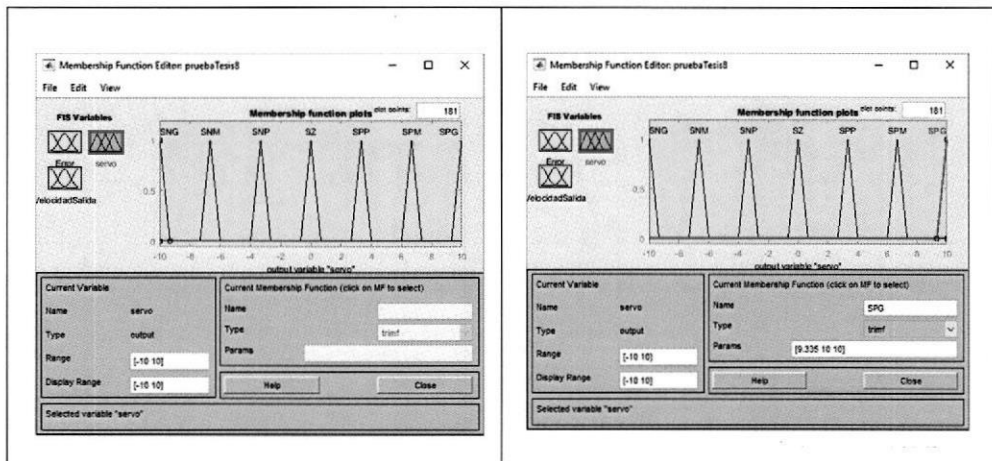 Membership Function Editor: pruebaTesis8
File Edit View
FIS Variables
Membership function plots plot points: 181
SNG SNM SNP SZ SPP SPM SPG
Error
servo
VelocidadSalida
1
0.5
0
-10 -8 -6 -4 -2 0 2 4 6 8 10
output variable "servo"
Current Variable
Name servo
Type output
Range [-10 10]
Display Range [-10 10]
Current Membership Function (click on MF to select)
Name
Type trimf
Params
Help Close
Selected variable "servo"
Membership Function Editor: pruebaTesis8
File Edit View
FIS Variables
Membership function plots plot points: 181
SNG SNM SNP SZ SPP SPM SPG
Error
servo
VelocidadSalida
1
0.5
0
-10 -8 -6 -4 -2 0 2 4 6 8 10
output variable "servo"
Current Variable
Name servo
Type output
Range [-10 10]
Display Range [-10 10]
Current Membership Function (click on MF to select)
Name SPG
Type trimf
Params [9.335 10 10]
Help Close
Selected variable "servo"